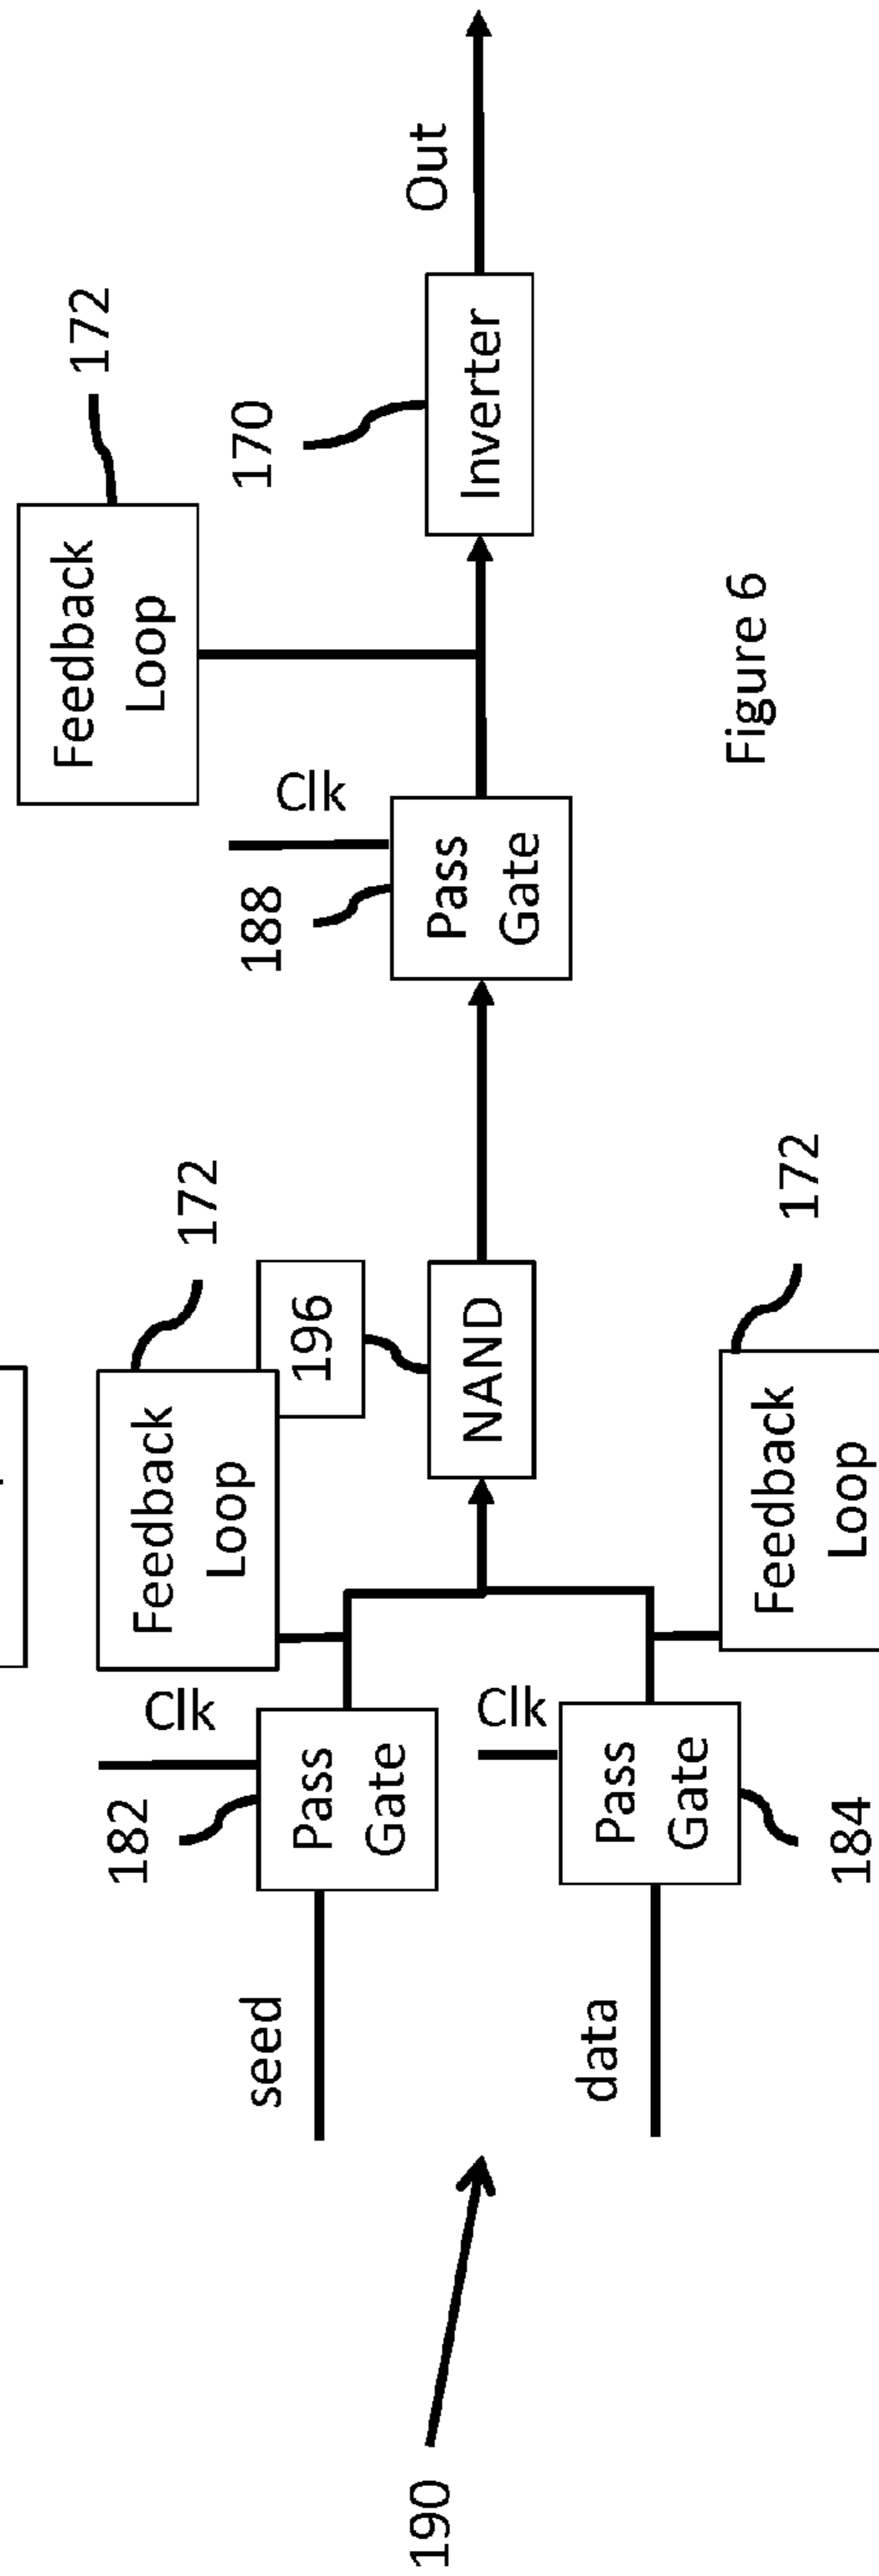 172
Feedback
Loop
172
170
Out
Feedback
Loop
188
Clk
196
Clk
182
Pass
Gate
Inverter
seed
Pass
Gate
NAND
190
Clk
data
Pass
Gate
172
Feedback
Loop
184
Figure 6